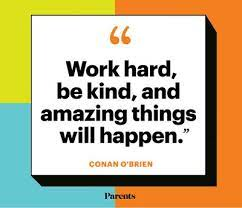 “
Work hard,
be kind, and
amazing things
will happen.”
CONAN O’BRIEN
Parents